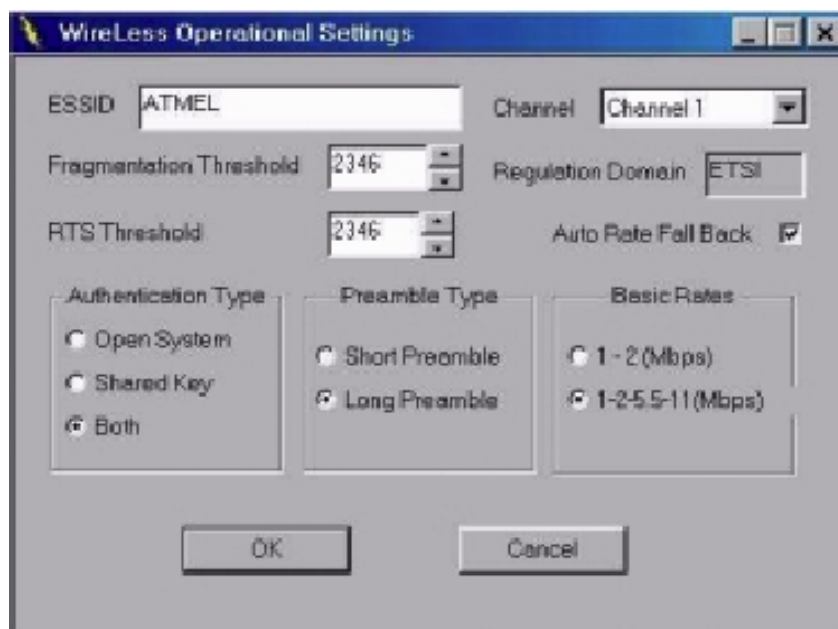 WireLess Operational Settings
ESSID ATMEL
Channel Channel 1
Fragmentation Threshold 2346
Regulation Domain ETSI
RTS Threshold 2346
Auto Rate Fall Back
Authentication Type
Open System
Shared Key
Both
Preamble Type
Short Preamble
Long Preamble
Basic Rates
1 - 2 (Mbps)
1-2-5.5-11(Mbps)
OK
Cancel